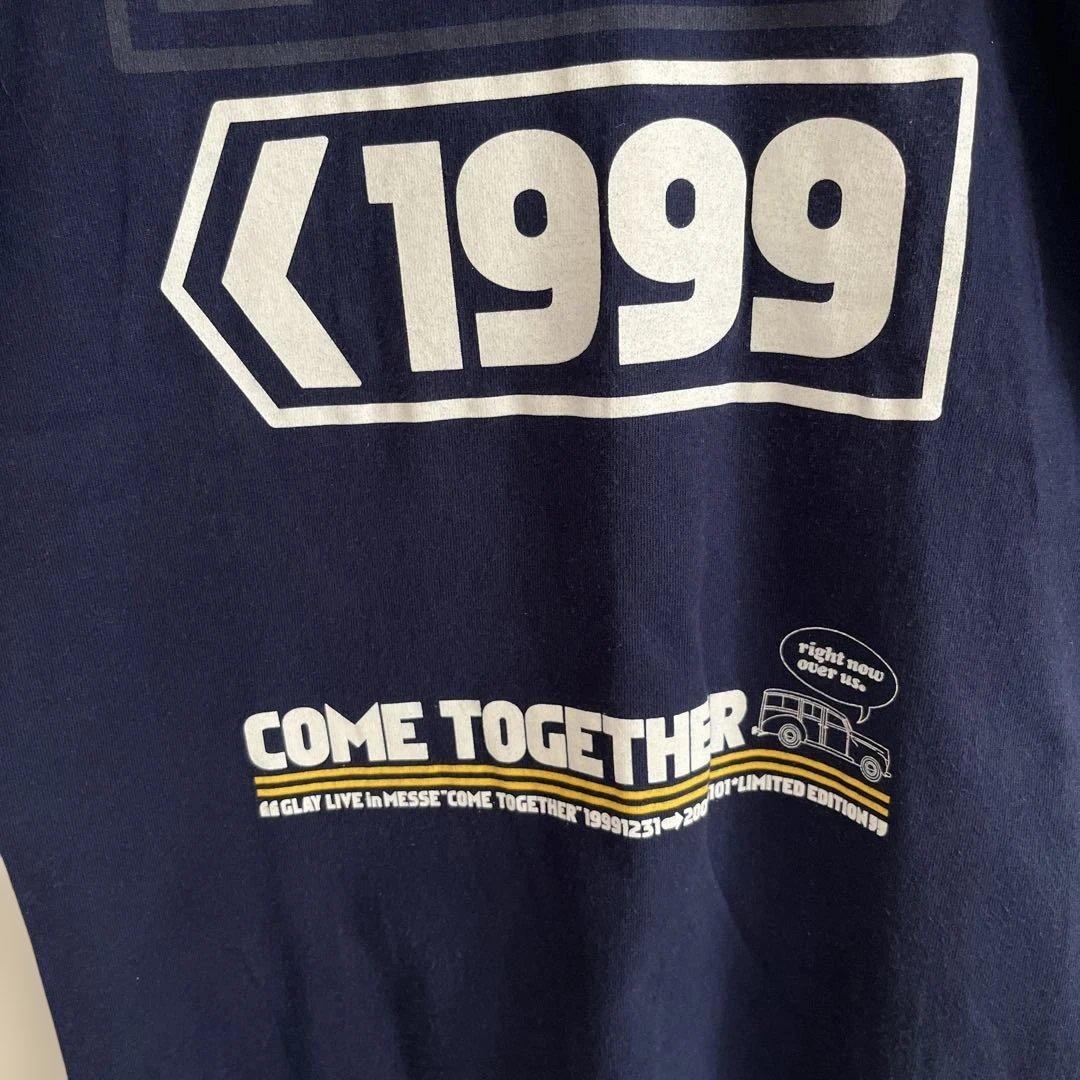 1999
right now
over us.
COME TOGETHER
“GLAY LIVE in MESSE "COME TOGETHER" 19991231➡200 101*LIMITED EDITION”